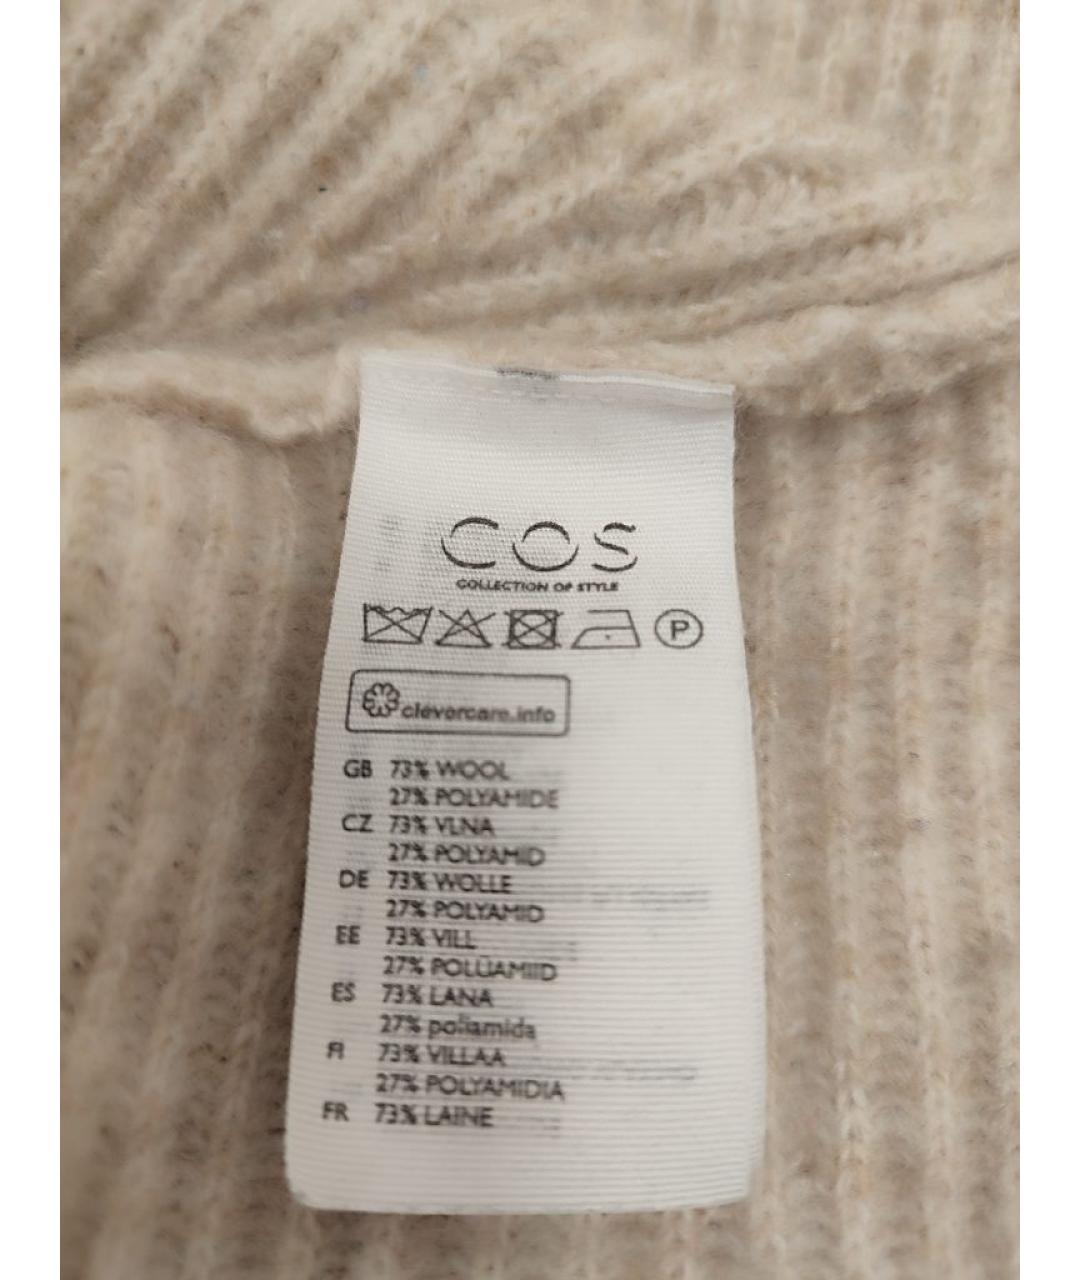 COS
COLLECTION OF STYLE
P
clevercare.info
GB 73% WOOL
27% POLYAMIDE
CZ 73% VLNA
27% POLYAMID
DE 73% WOLLE
27% POLYAMID
EE 73% VILL
27% POLÜAMIID
ES 73% LANA
27% poliamida
FI 73% VILLAA
27% POLYAMIDIA
FR 73% LAINE